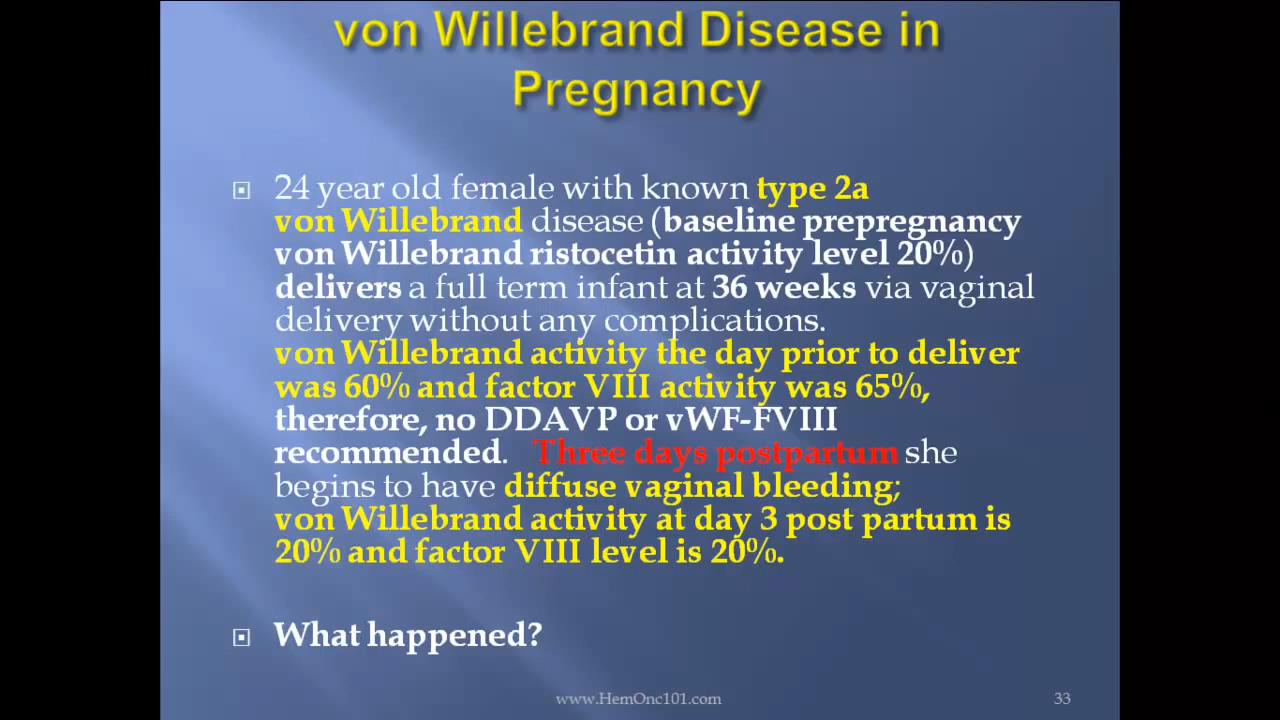 von Willebrand Disease in
Pregnancy
24 year old female with known type 2a
von Willebrand disease (baseline prepregnancy
von Willebrand ristocetin activity level 20%)
delivers a full term infant at 36 weeks via vaginal
delivery without any complications.
von Willebrand activity the day prior to deliver
was 60% and factor VIII activity was 65%,
therefore, no DDAVP or vWF-FVIII
recommended. Three days postpartum she
begins to have diffuse vaginal bleeding;
von Willebrand activity at day 3 post partum is
20% and factor VIII level is 20%.
What happened?
www.HemOnc101.com
33